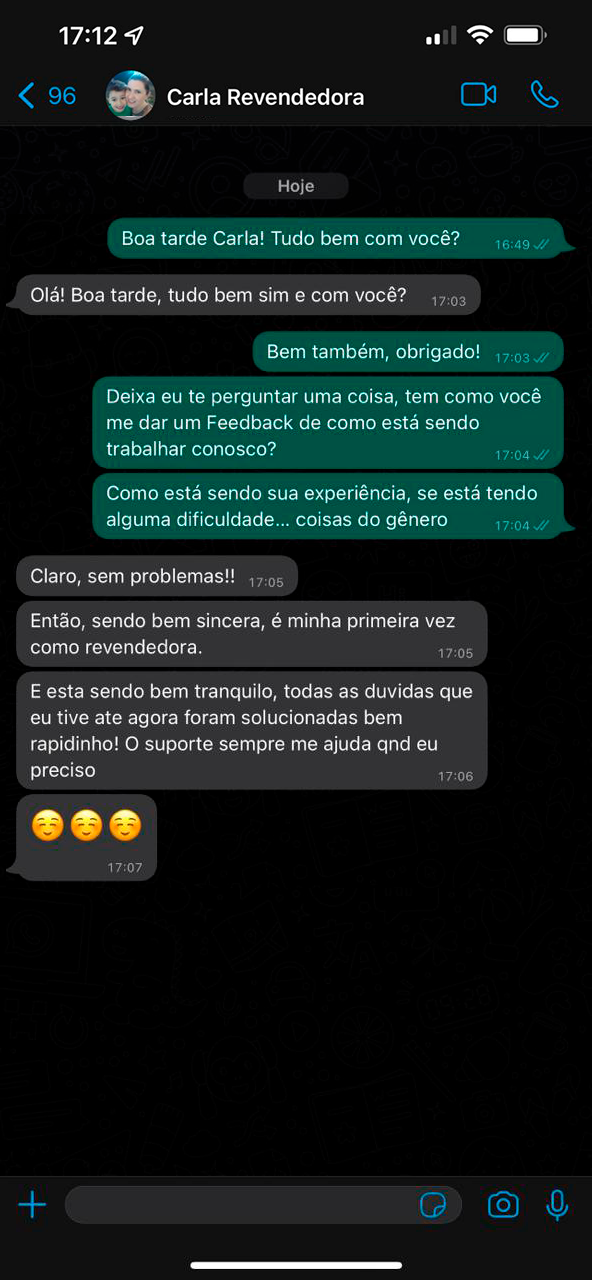 17:12
96
Carla Revendedora
Hoje
Boa tarde Carla! Tudo bem com você?
16:49
Olá! Boa tarde, tudo bem sim e com você?
17:03
Bem também, obrigado!
17:03
Deixa eu te perguntar uma coisa, tem como você
me dar um Feedback de como está sendo
trabalhar conosco?
17:04
Como está sendo sua experiência, se está tendo
alguma dificuldade... coisas do gênero
17:04
Claro, sem problemas!!
17:05
Então, sendo bem sincera, é minha primeira vez
como revendedora.
17:05
E esta sendo bem tranquilo, todas as duvidas que
eu tive ate agora foram solucionadas bem
rapidinho! O suporte sempre me ajuda qnd eu
preciso
17:06
☺️☺️☺️
17:07